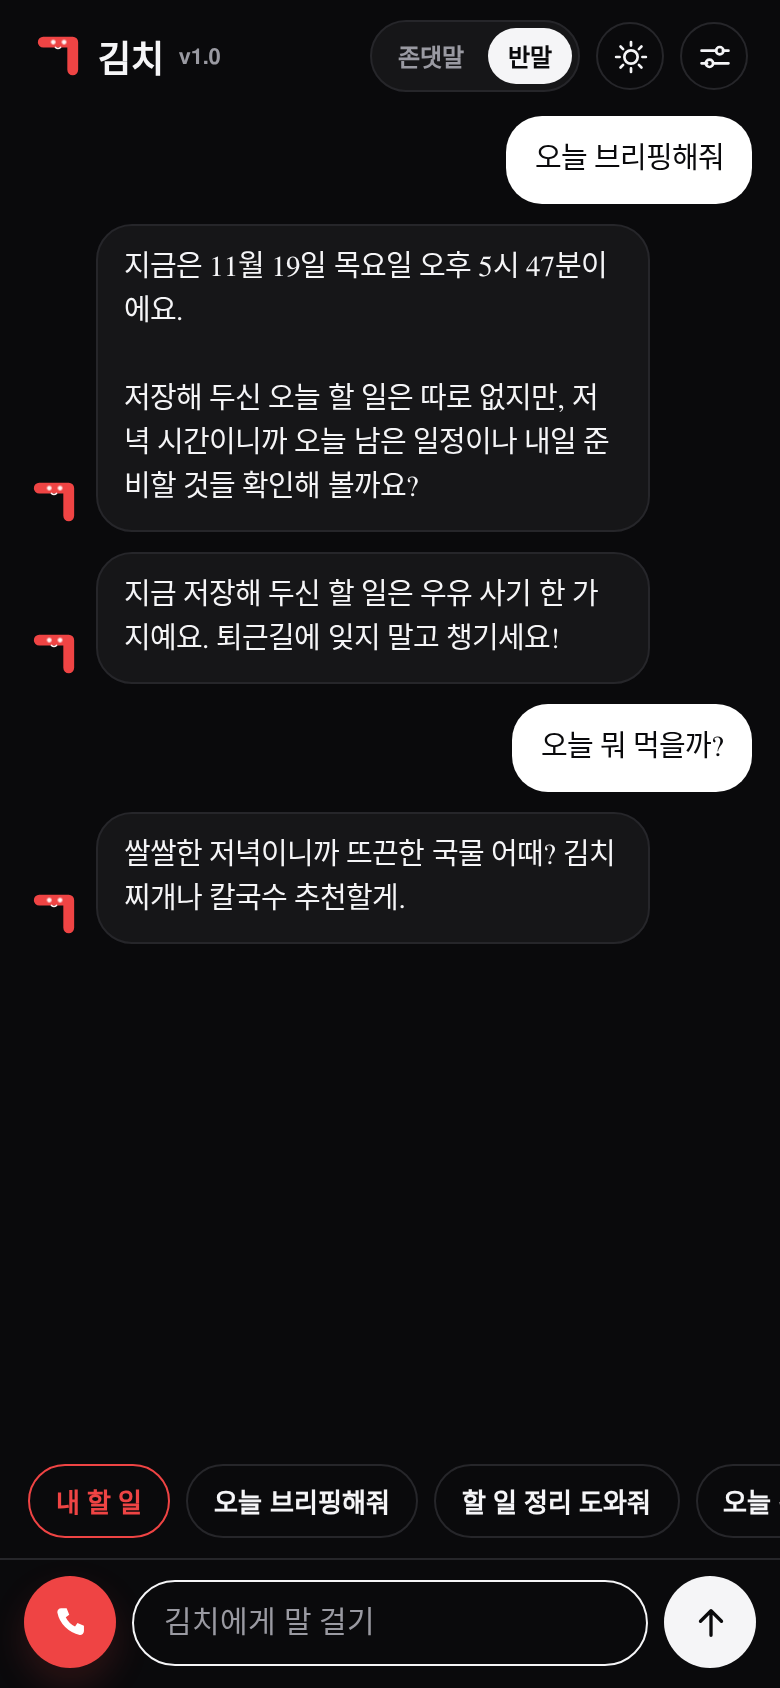 김치 v1.0
존댓말 반말
오늘 브리핑해줘
지금은 11월 19일 목요일 오후 5시 47분이
에요.
저장해 두신 오늘 할 일은 따로 없지만, 저
녁 시간이니까 오늘 남은 일정이나 내일 준
비할 것들 확인해 볼까요?
지금 저장해 두신 할 일은 우유 사기 한 가
지예요. 퇴근길에 잊지 말고 챙기세요!
오늘 뭐 먹을까?
쌀쌀한 저녁이니까 뜨끈한 국물 어때? 김치
찌개나 칼국수 추천할게.
내 할 일 오늘 브리핑해줘 할 일 정리 도와줘 오늘
김치에게 말 걸기